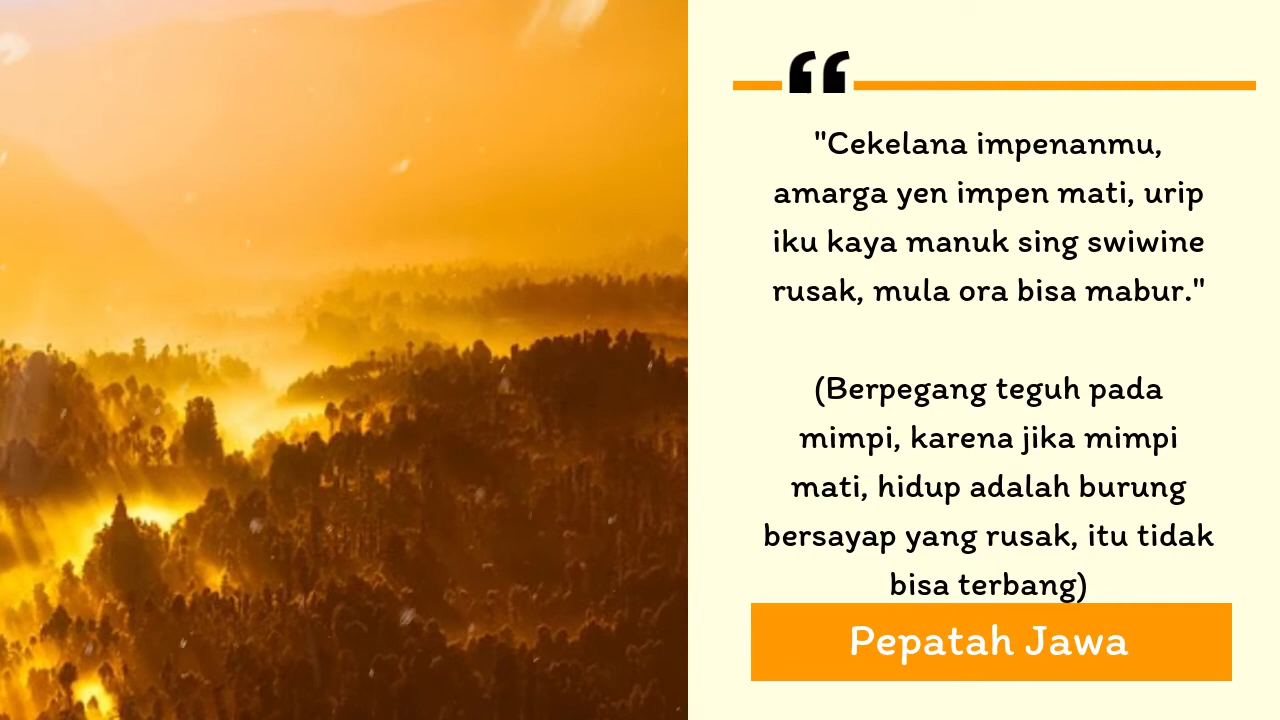 "Cekelana impenanmu,
amarga yen impen mati, urip
iku kaya manuk sing swiwine
rusak, mula ora bisa mabur."
(Berpegang teguh pada
mimpi, karena jika mimpi
mati, hidup adalah burung
bersayap yang rusak, itu tidak
bisa terbang)
Pepatah Jawa